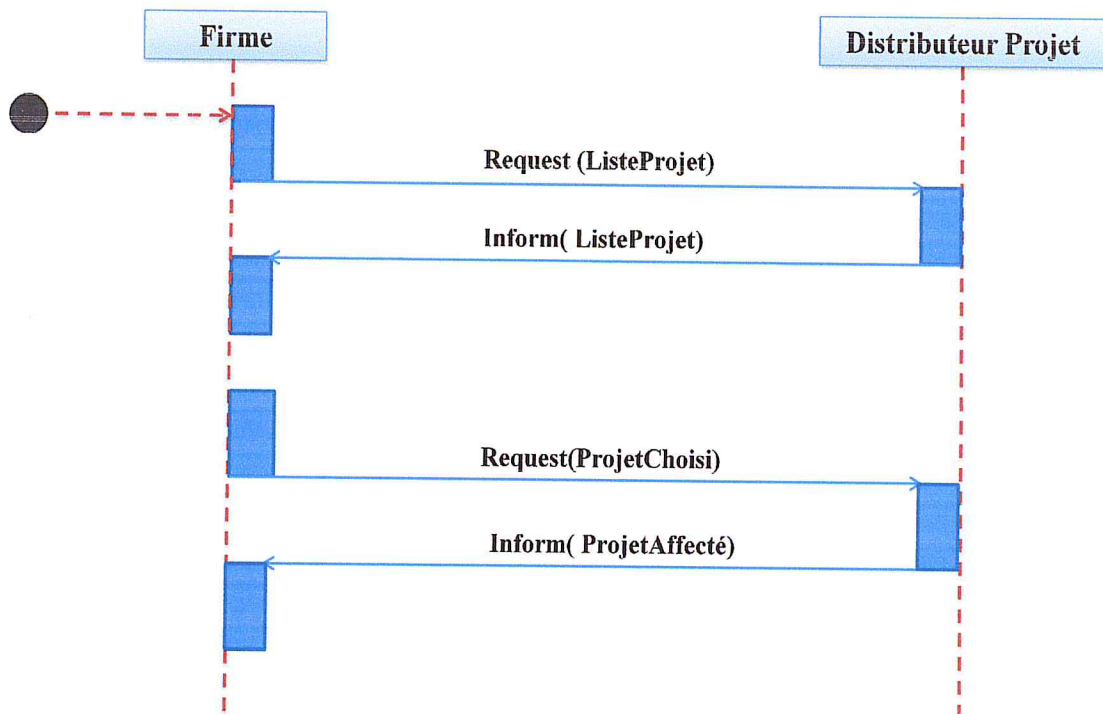 Firme
Distributeur Projet
Request (ListeProjet)
Inform( ListeProjet)
Request(ProjetChoisi)
Inform( ProjetAffecté)